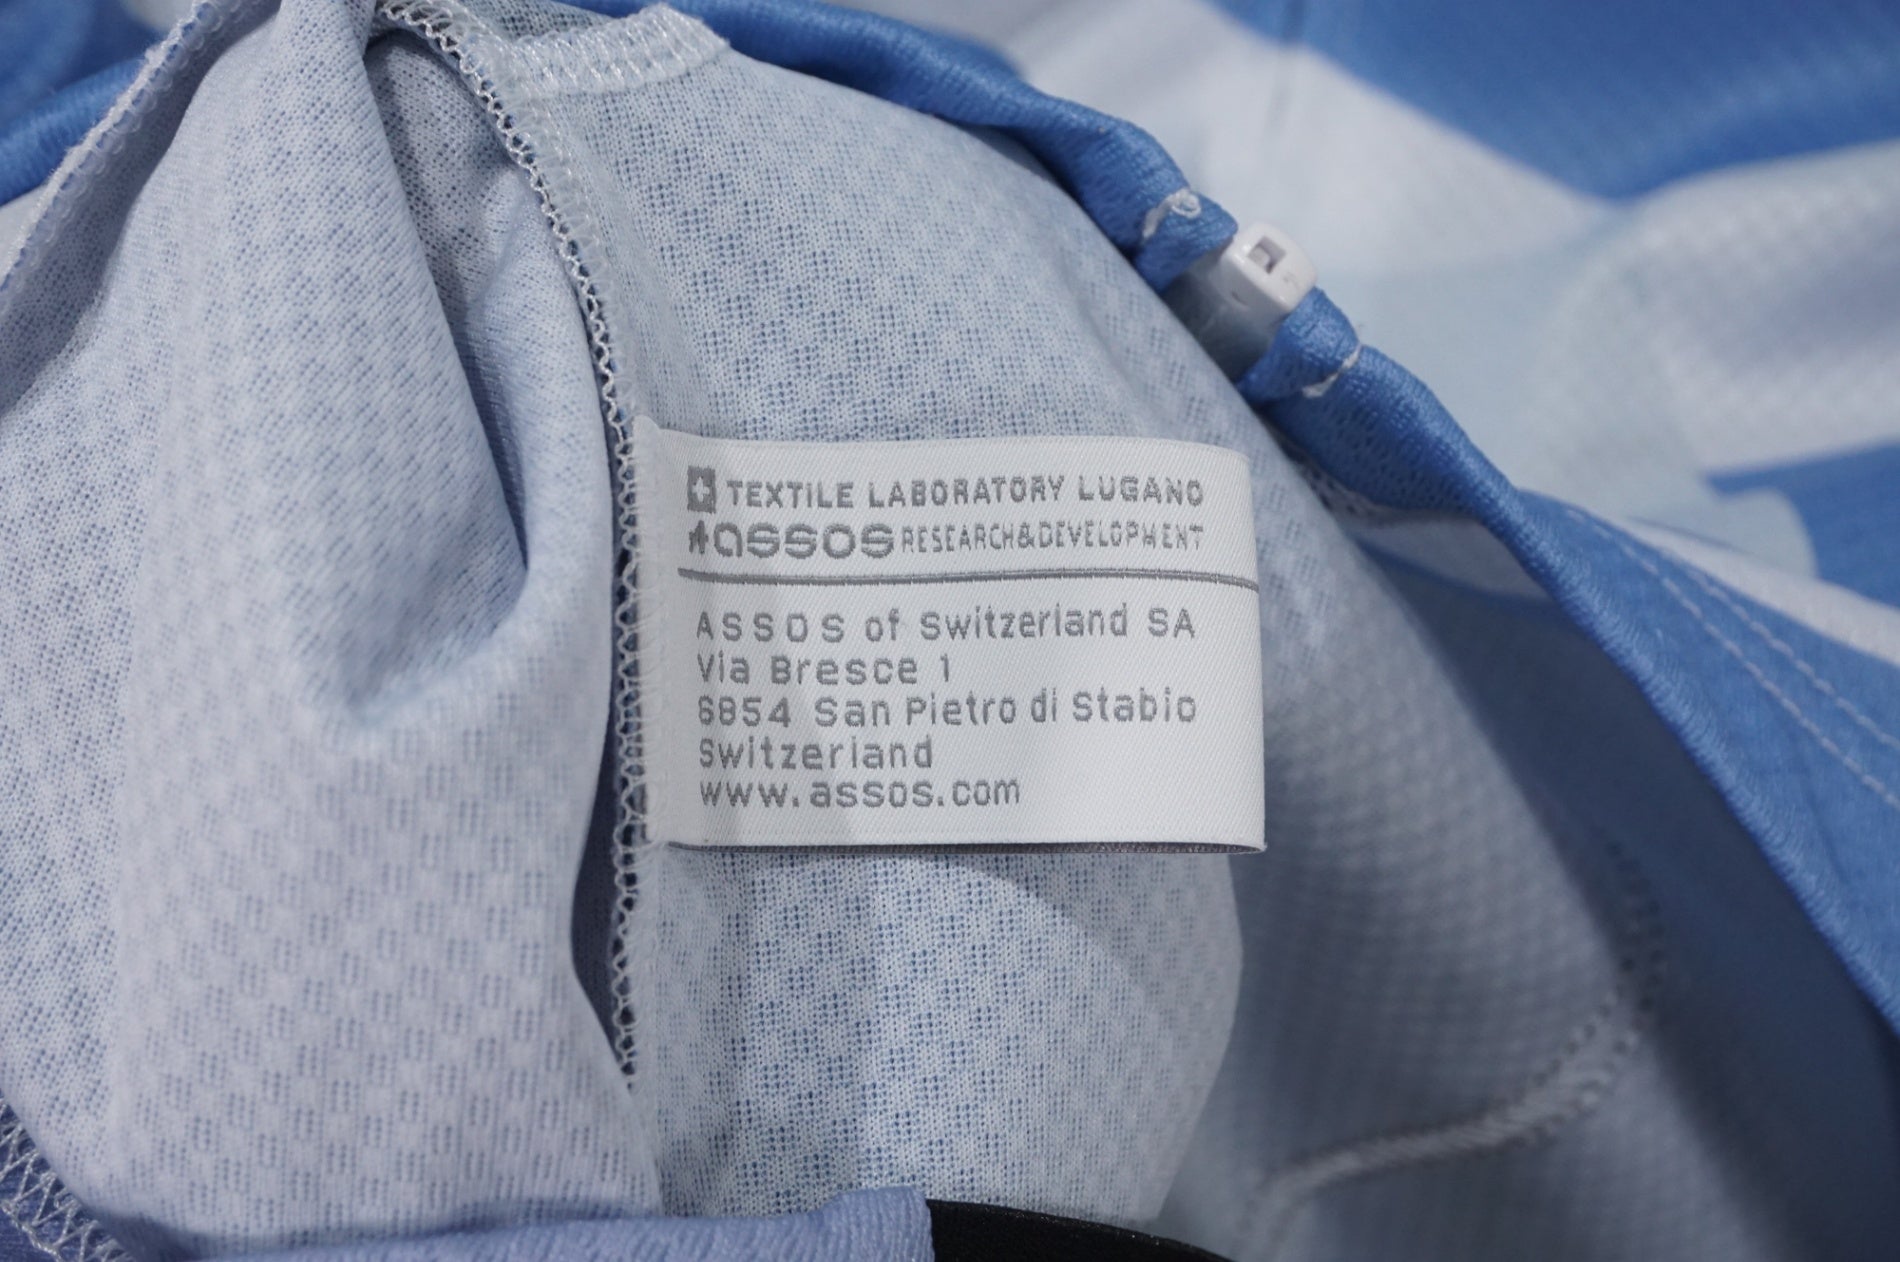 TEXTILE LABORATORY LUGANO
assos RESEARCH&DEVELOPMENT
ASSOS of Switzerland SA
Via Bresce 1
6854 San Pietro di Stabio
Switzerland
www.assos.com